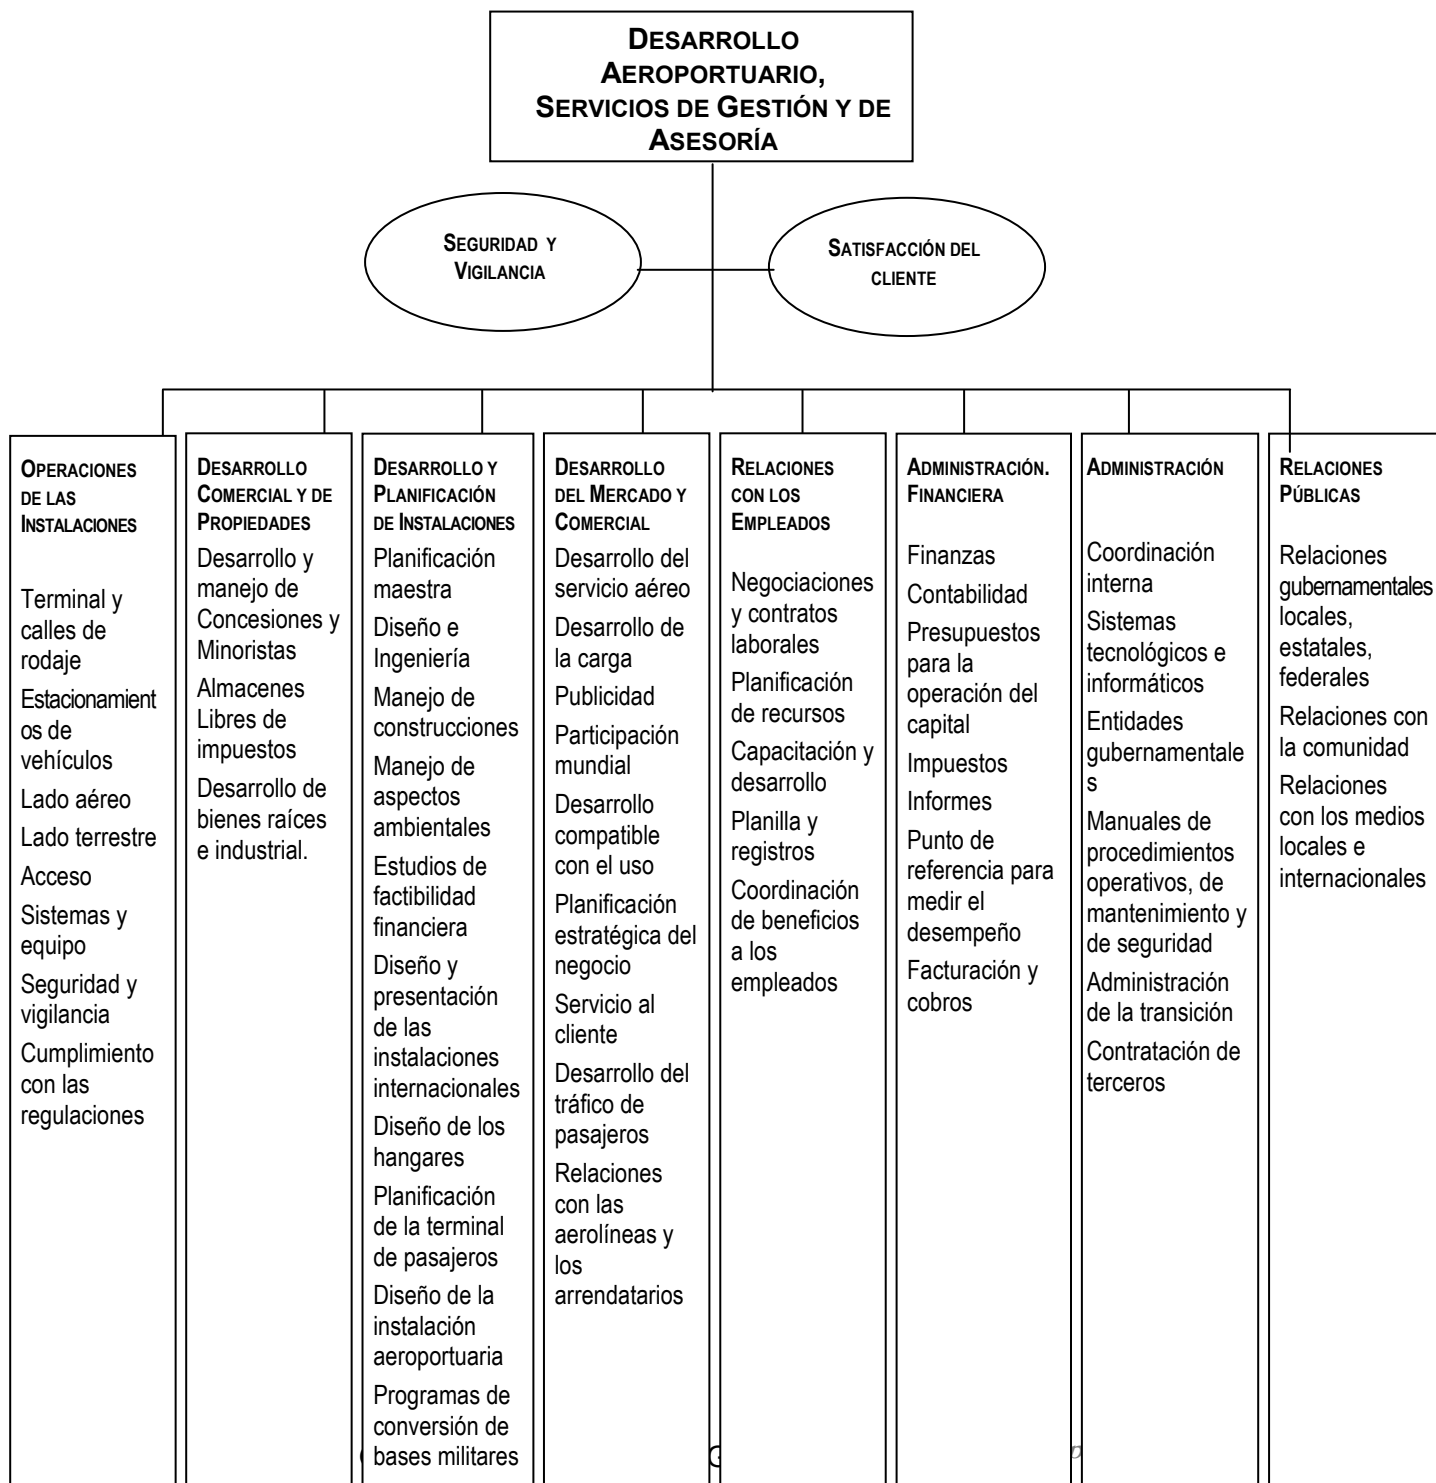 DESARROLLO
AEROPORTUARIO,
SERVICIOS DE GESTIÓN Y DE
ASESORÍA
SEGURIDAD Y
VIGILANCIA
SATISFACCIÓN DEL
CLIENTE
OPERACIONES
DE LAS
INSTALACIONES
Terminal y
calles de
rodaje
Estacionamient
os de
vehículos
Lado aéreo
Lado terrestre
Acceso
Sistemas y
equipo
Seguridad y
vigilancia
Cumplimiento
con las
regulaciones
DESARROLLO
COMERCIAL Y DE
PROPIEDADES
Desarrollo y
manejo de
Concesiones y
Minoristas
Almacenes
Libres de
impuestos
Desarrollo de
bienes raíces
e industrial.
DESARROLLO Y
PLANIFICACIÓN
DE INSTALACIONES
Planificación
maestra
Diseño e
Ingeniería
Manejo de
construcciones
Manejo de
aspectos
ambientales
Estudios de
factibilidad
financiera
Diseño y
presentación
de las
instalaciones
internacionales
Diseño de los
hangares
Planificación
de la terminal
de pasajeros
Diseño de la
instalación
aeroportuaria
Programas de
conversión de
bases militares
DESARROLLO
DEL MERCADO Y
COMERCIAL
Desarrollo del
servicio aéreo
Desarrollo de
la carga
Publicidad
Participación
mundial
Desarrollo
compatible
con el uso
Planificación
estratégica del
negocio
Servicio al
cliente
Desarrollo del
tráfico de
pasajeros
Relaciones
con las
aerolíneas y
los
arrendatarios
RELACIONES
CON LOS
EMPLEADOS
Negociaciones
y contratos
laborales
Planificación
de recursos
Capacitación y
desarrollo
Planilla y
registros
Coordinación
de beneficios
a los
empleados
ADMINISTRACIÓN.
FINANCIERA
Finanzas
Contabilidad
Presupuestos
para la
operación del
capital
Impuestos
Informes
Punto de
referencia para
medir el
desempeño
Facturación y
cobros
ADMINISTRACIÓN
Coordinación
interna
Sistemas
tecnológicos e
informáticos
Entidades
gubernamentale
s
Manuales de
procedimientos
operativos, de
mantenimiento y
de seguridad
Administración
de la transición
Contratación de
terceros
RELACIONES
PÚBLICAS
Relaciones
gubernamentales
locales,
estatales,
federales
Relaciones con
la comunidad
Relaciones
con los medios
locales e
internacionales